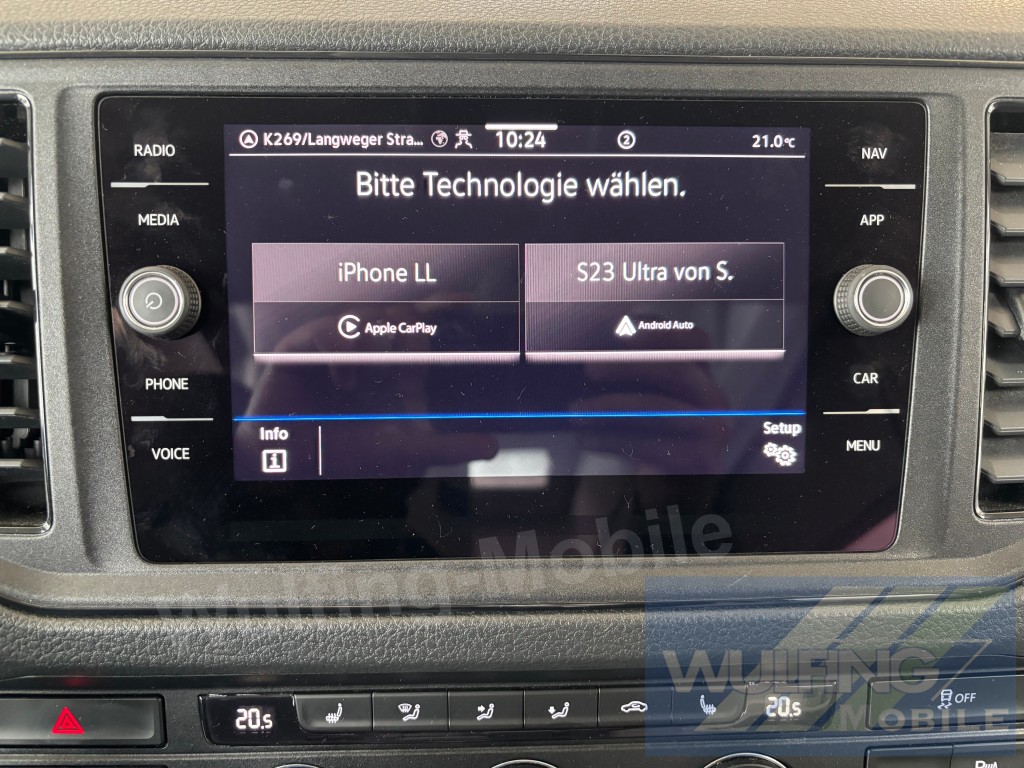 RADIO
MEDIA
PHONE
VOICE
K269/Langweger Stra... 10:24 2 21.0°C
Bitte Technologie wählen.
iPhone LL
Apple CarPlay
S23 Ultra von S.
Android Auto
Info
i
Setup
NAV
APP
CAR
MENU
Wulfing-Mobile
WULFING
MOBILE
20.5
20.5
OFF
P